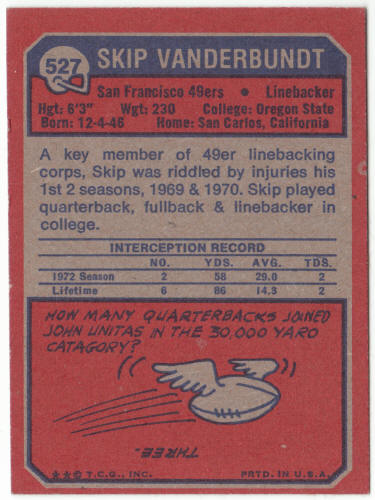 527
SKIP VANDERBUNDT
San Francisco 49ers • Linebacker
Hgt: 6'3" Wgt: 230 College: Oregon State
Born: 12-4-46 Home: San Carlos, California
A key member of 49er linebacking
corps, Skip was riddled by injuries his
1st 2 seasons, 1969 & 1970. Skip played
quarterback, fullback & linebacker in
college.
INTERCEPTION RECORD
NO. YDS. AVG. TDS.
1972 Season 2 58 29.0 2
Lifetime 6 86 14.3 2
HOW MANY QUARTERBACKS JOINED
JOHN UNITAS IN THE 30,000 YARD
CATAGORY?
THREE-
★★© T.C.G., INC. PRTD. IN U.S.A.